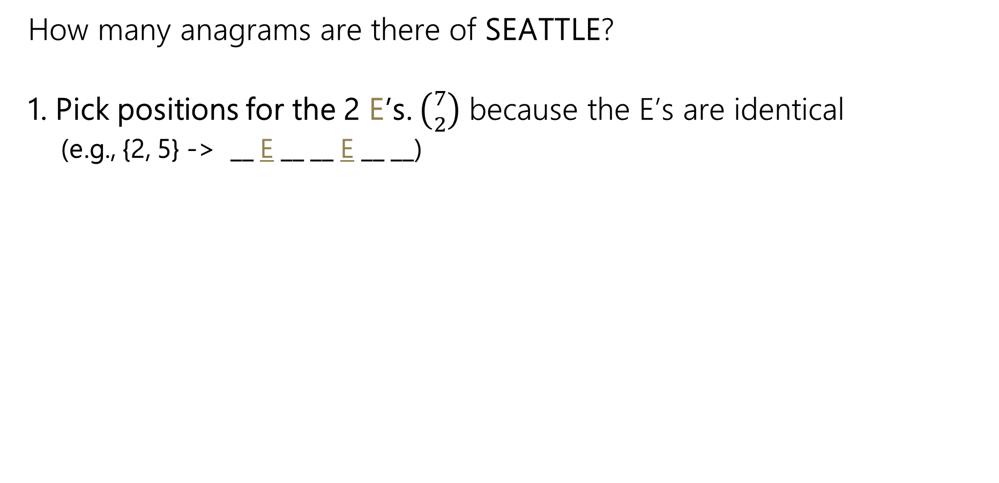 How many anagrams are there of SEATTLE?
1. Pick positions for the 2 E's. (7 2) because the E's are identical
(e.g., {2, 5} -> __ E __ __ E __ __)